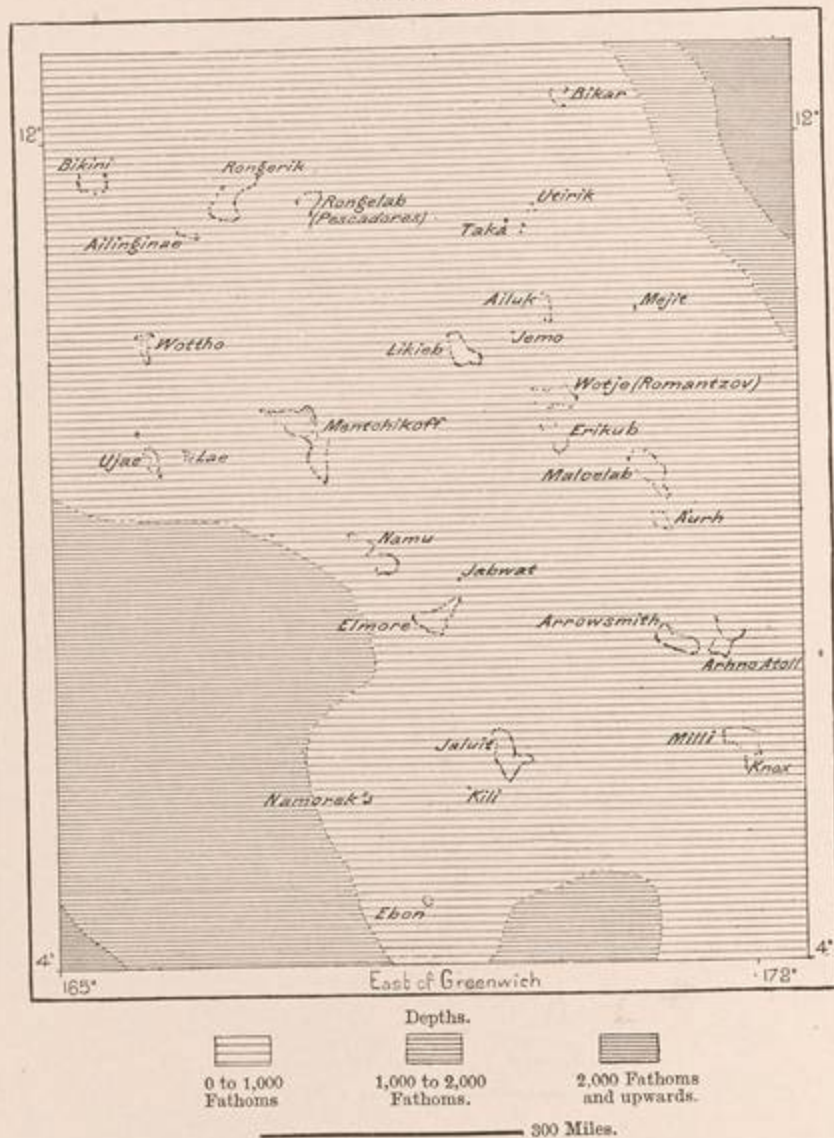 Bikar
12°
12°
Bikini
Rongerik
Rongelab
(Pescadores)
Utirik
Taka
Ailinginae
Ailuk
Mejit
Jemo
Wottho
Likieb
Wotje (Romantzov)
Mentchikoff
Erikub
Ujae
Lae
Maloelab
Aurh
Namu
Jabwat
Elmore
Arrowsmith
Arhno Atoll
Jaluit
Milli
Knox
Namorek's
Kili
Ebon
4°
4°
165°
East of Greenwich
172°
Depths.
0 to 1,000
Fathoms
1,000 to 2,000
Fathoms.
2,000 Fathoms
and upwards.
300 Miles.